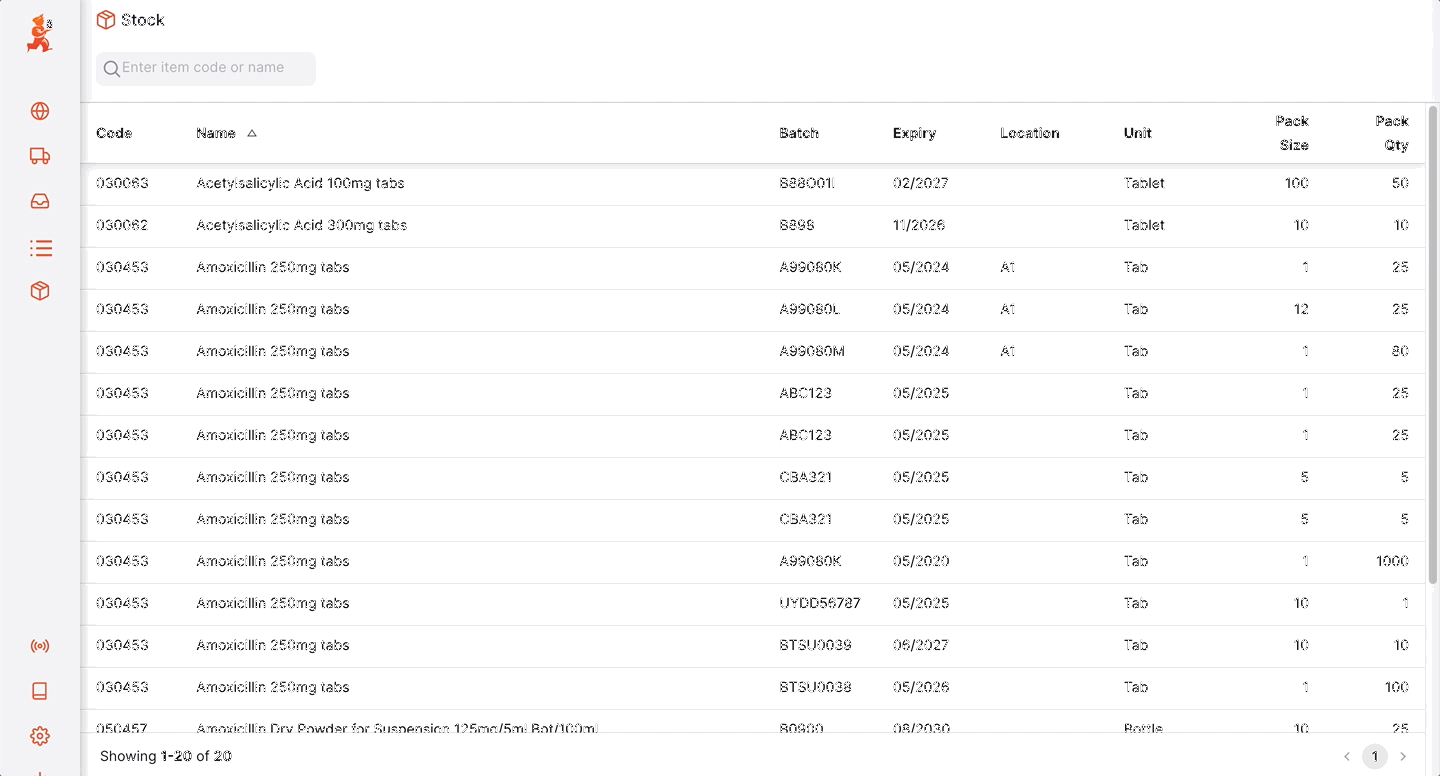 Stock
Enter item code or name
Code Name Batch Expiry Location Unit Pack Size Pack Qty
030063 Acetylsalicylic Acid 100mg tabs S88001L 02/2027 Tablet 100 50
030062 Acetylsalicylic Acid 300mg tabs S898 11/2026 Tablet 10 10
030453 Amoxicillin 250mg tabs A99080K 05/2024 A1 Tab 1 25
030453 Amoxicillin 250mg tabs A99080L 05/2024 A1 Tab 12 25
030453 Amoxicillin 250mg tabs A99080M 05/2024 A1 Tab 1 80
030453 Amoxicillin 250mg tabs ABC123 05/2025 Tab 1 25
030453 Amoxicillin 250mg tabs ABC123 05/2025 Tab 1 25
030453 Amoxicillin 250mg tabs CBA321 05/2025 Tab 5 5
030453 Amoxicillin 250mg tabs CBA321 05/2025 Tab 5 5
030453 Amoxicillin 250mg tabs A99080K 05/2020 Tab 1 1000
030453 Amoxicillin 250mg tabs UYDD56787 05/2025 Tab 10 1
030453 Amoxicillin 250mg tabs STSU0039 06/2027 Tab 10 10
030453 Amoxicillin 250mg tabs STSU0038 05/2026 Tab 1 100
050457 Amoxicillin Dry Powder for Suspension 125mg/5ml Bot/100ml S0900 08/2030 Bottle 10 25
Showing 1-20 of 20
1